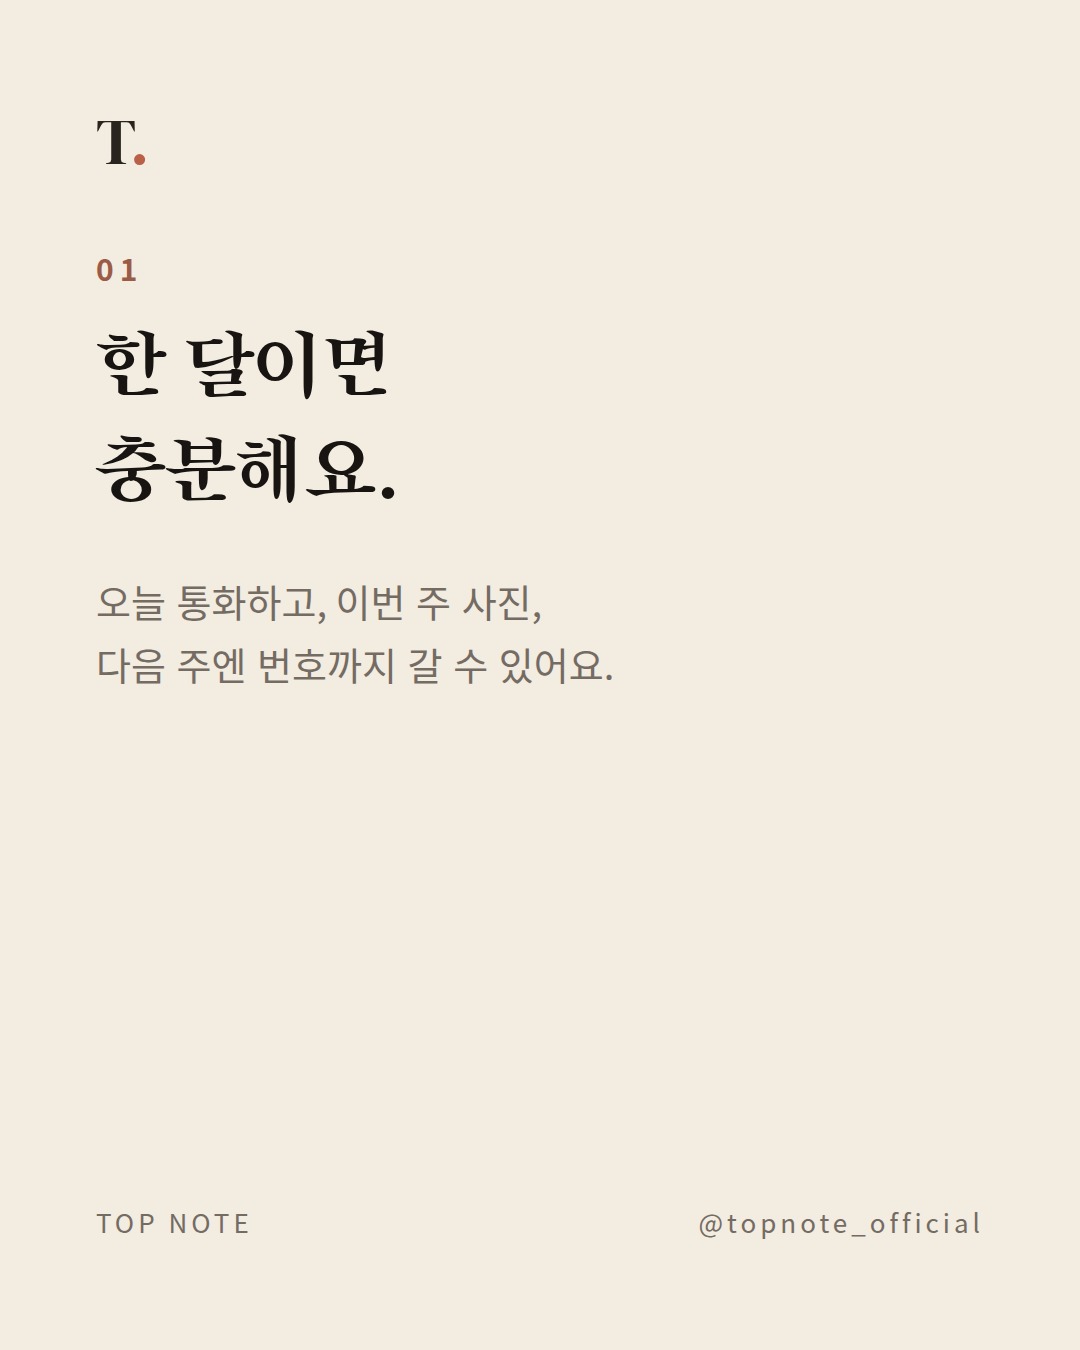 T.
01
한 달이면
충분해요.
오늘 통화하고, 이번 주 사진,
다음 주엔 번호까지 갈 수 있어요.
TOP NOTE
@topnote_official